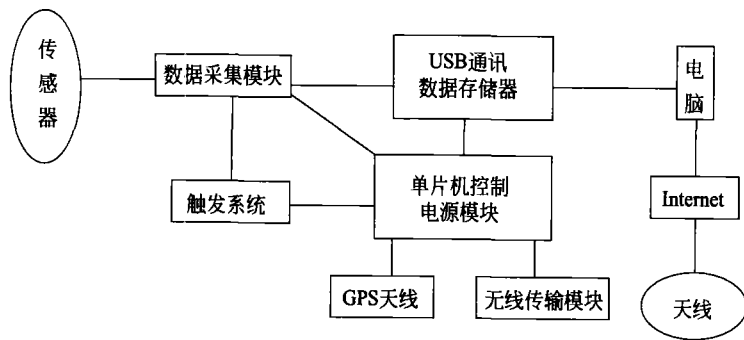 传感器
数据采集模块
USB通讯
数据存储器
电脑
触发系统
单片机控制
电源模块
Internet
GPS天线
无线传输模块
天线